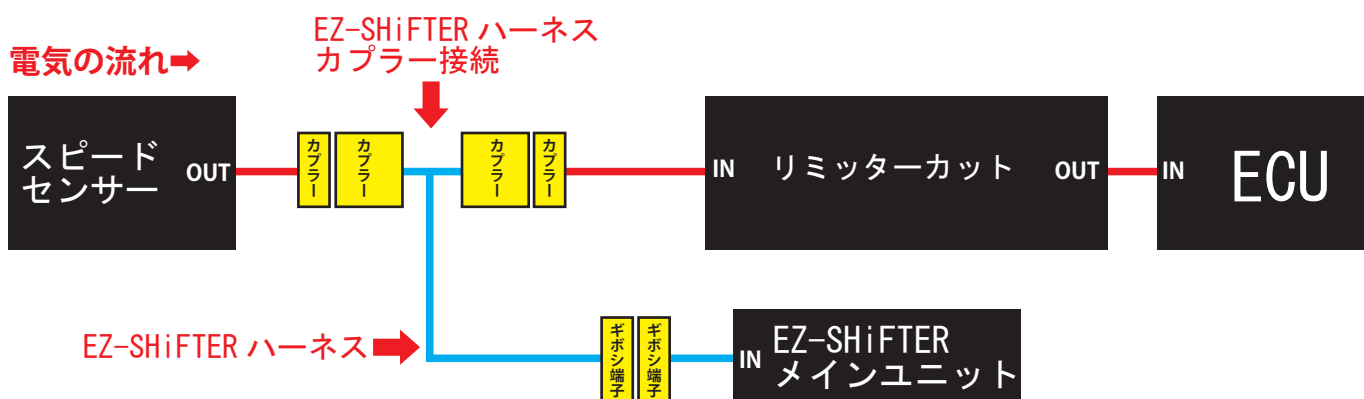 EZ-SHiFTER ハーネス
カプラー接続
電気の流れ➡
スピード
センサー
OUT
カプラー
カプラー
カプラー
カプラー
IN
リミッターカット
OUT
IN
ECU
EZ-SHiFTER ハーネス
ギボシ端子
ギボシ端子
IN
EZ-SHiFTER
メインユニット